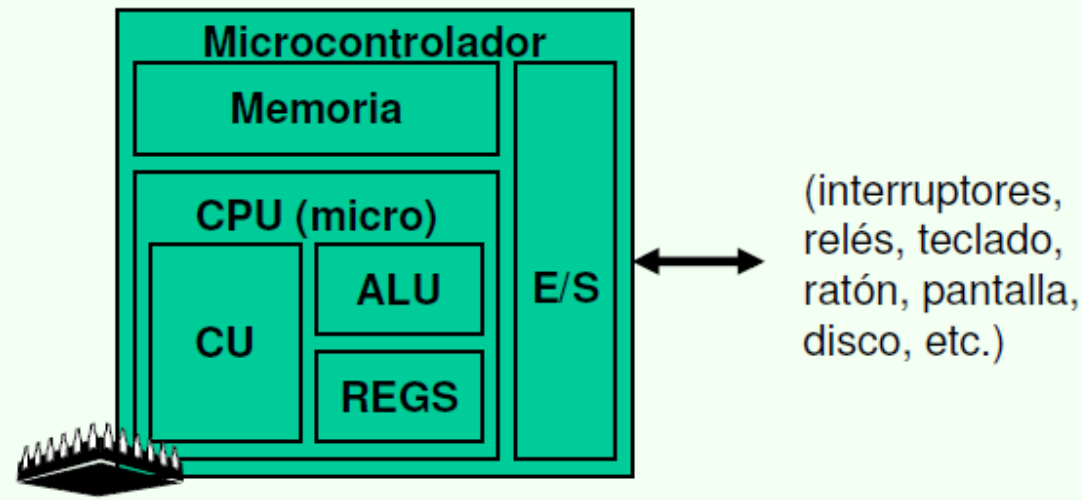 Microcontrolador
Memoria
CPU (micro)
CU
ALU
REGS
E/S
(interruptores,
relés, teclado,
ratón, pantalla,
disco, etc.)